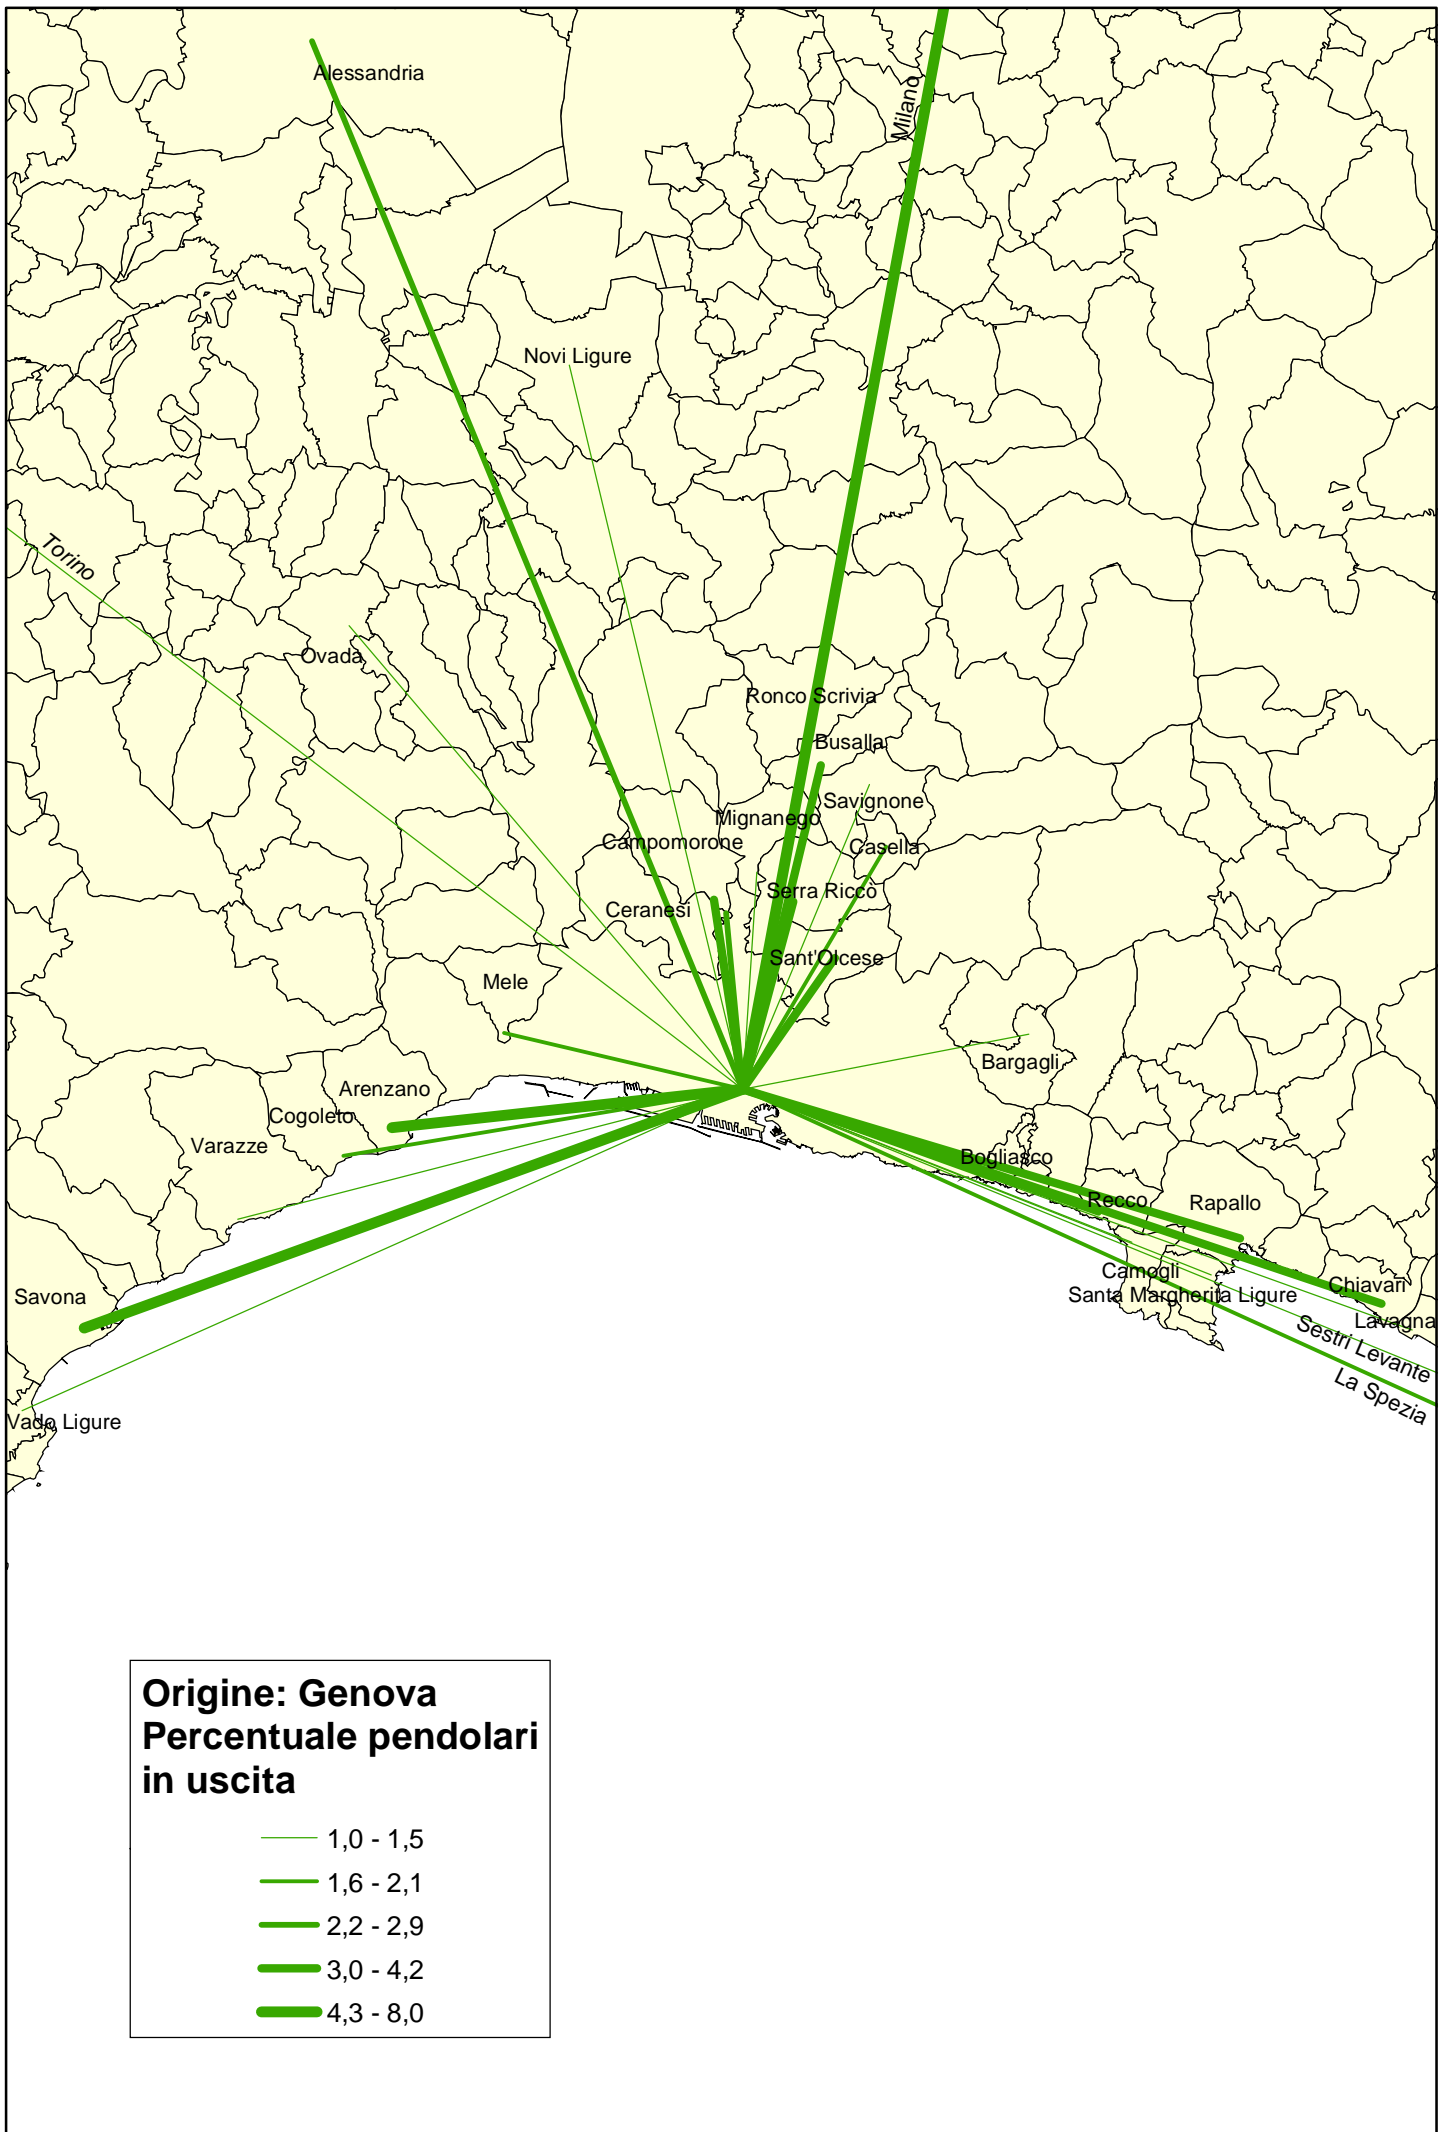 Alessandria
Milano
Novi Ligure
Torino
Ovada
Ronco Scrivia
Busalla
Savignone
Mignanego
Campomorone
Casella
Serra Riccò
Ceranesi
Sant'Olcese
Mele
Bargagli
Arenzano
Cogoleto
Varazze
Bogliasco
Recco
Rapallo
Camogli
Chiavari
Savona
Santa Margherita Ligure
Lavagna
Sestri Levante
La Spezia
Vado Ligure
Origine: Genova
Percentuale pendolari
in uscita
1,0 - 1,5
1,6 - 2,1
2,2 - 2,9
3,0 - 4,2
4,3 - 8,0